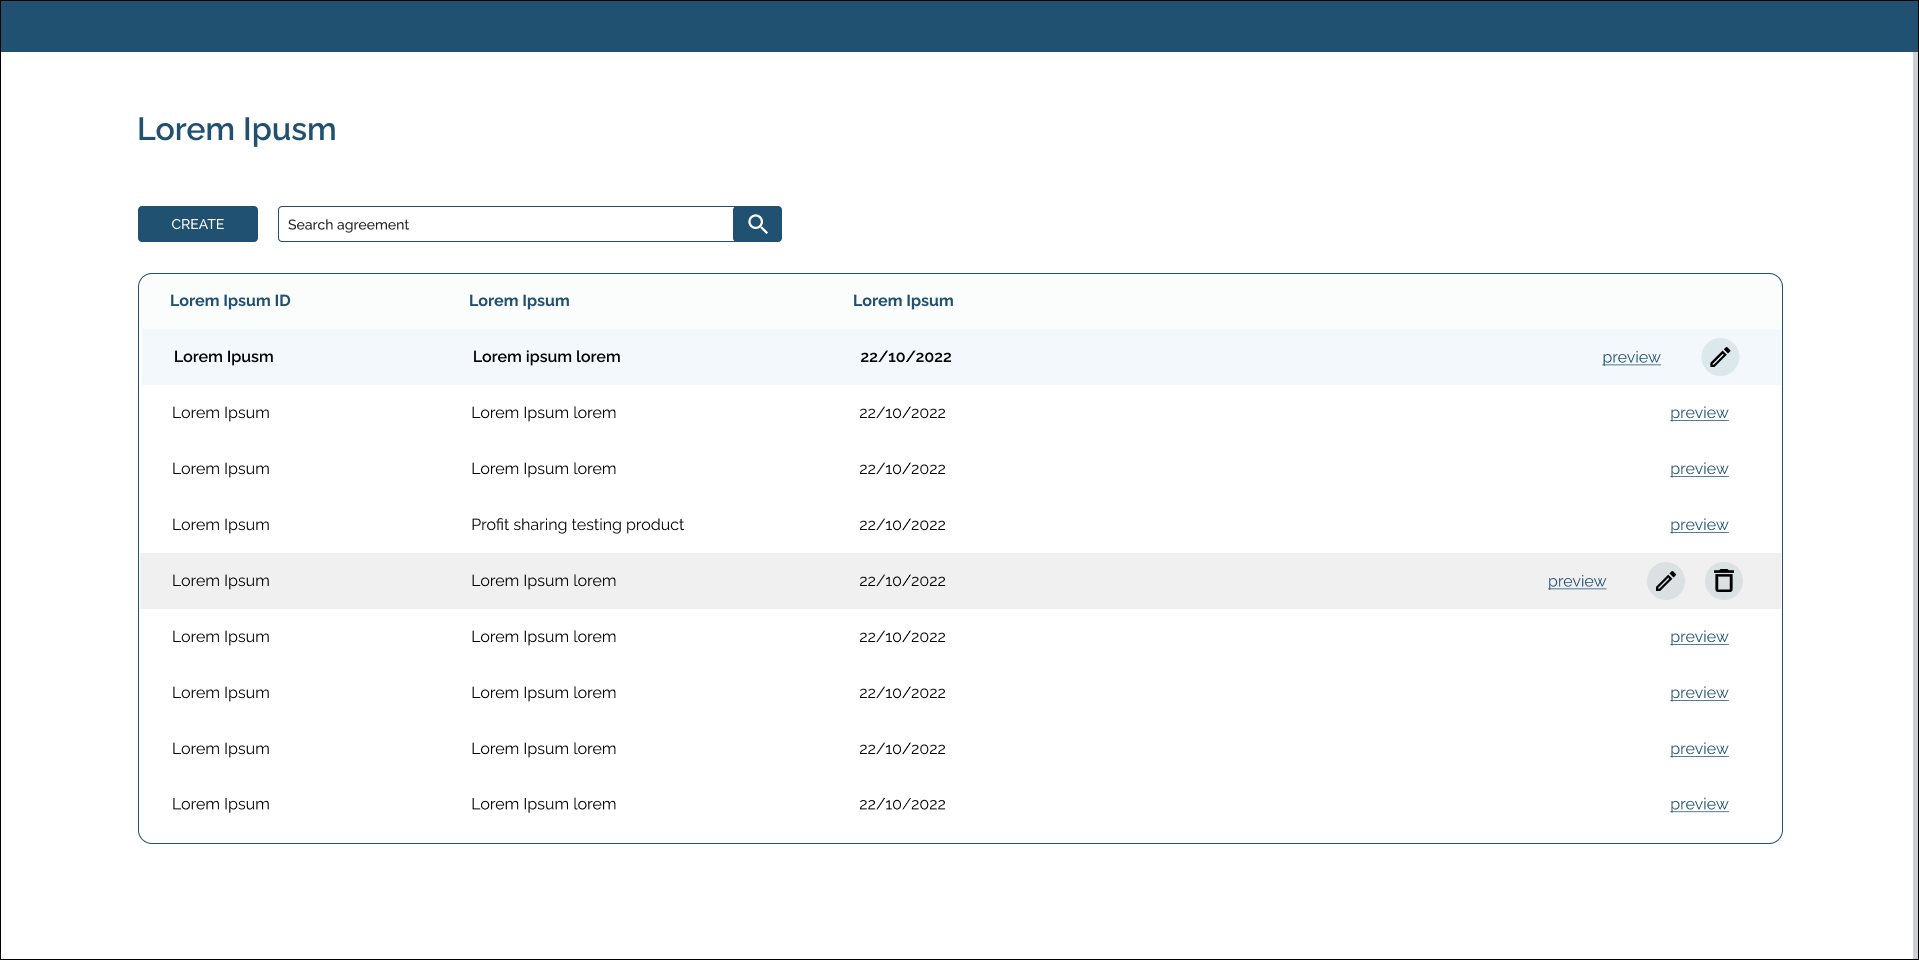 Lorem Ipusm
CREATE Search agreement
Lorem Ipsum ID Lorem Ipsum Lorem Ipsum
Lorem Ipusm Lorem ipsum lorem 22/10/2022 preview
Lorem Ipsum Lorem Ipsum lorem 22/10/2022 preview
Lorem Ipsum Lorem Ipsum lorem 22/10/2022 preview
Lorem Ipsum Profit sharing testing product 22/10/2022 preview
Lorem Ipsum Lorem Ipsum lorem 22/10/2022 preview
Lorem Ipsum Lorem Ipsum lorem 22/10/2022 preview
Lorem Ipsum Lorem Ipsum lorem 22/10/2022 preview
Lorem Ipsum Lorem Ipsum lorem 22/10/2022 preview
Lorem Ipsum Lorem Ipsum lorem 22/10/2022 preview